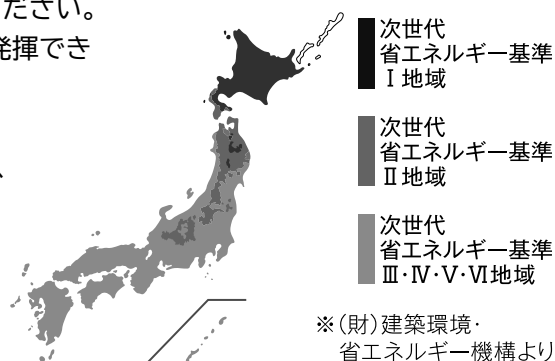 ださい。
発揮でき
、
次世代
省エネルギー基準
Ⅰ地域
次世代
省エネルギー基準
Ⅱ地域
次世代
省エネルギー基準
Ⅲ・Ⅳ・Ⅴ・Ⅵ地域
※(財)建築環境・
省エネルギー機構より